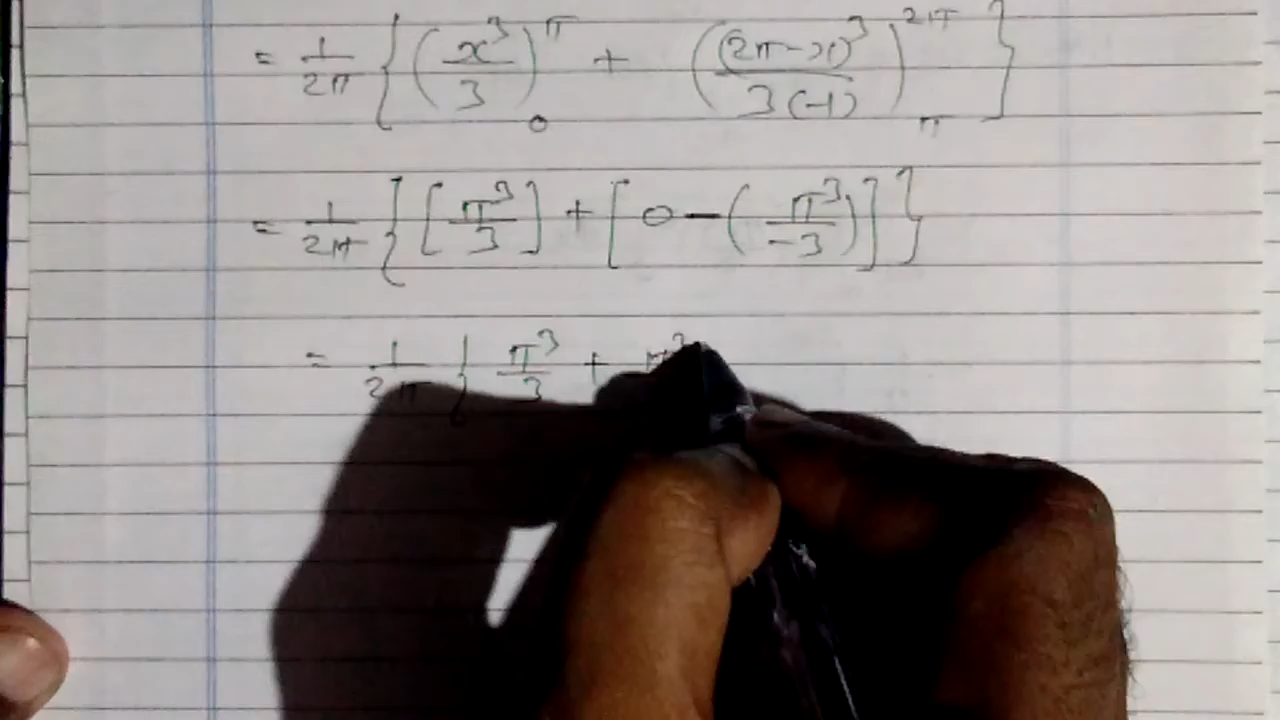 = 1/2π { (x³/3)₀^π + ((2π-x)³/3(-1))_π^2π }
= 1/2π { [π³/3] + [0 - (π³/-3)] }
= 1/2π { π³/3 + π³